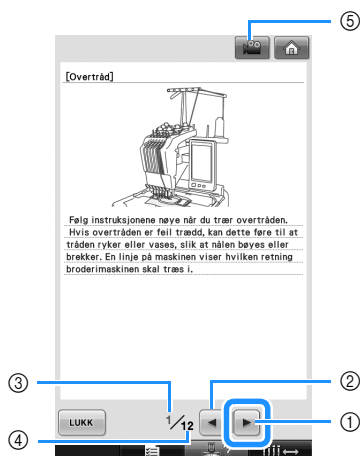 ⑤
[Overtråd]
Følg instruksjonene nøye når du trær overtråden.
Hvis overtråden er feil trædd, kan dette føre til at
tråden ryker eller vases, slik at nålen bøyes eller
brekker. En linje på maskinen viser hvilken retning
broderimaskinen skal træs i.
③ ②
LUKK 1/12 ◄ ► ①
④